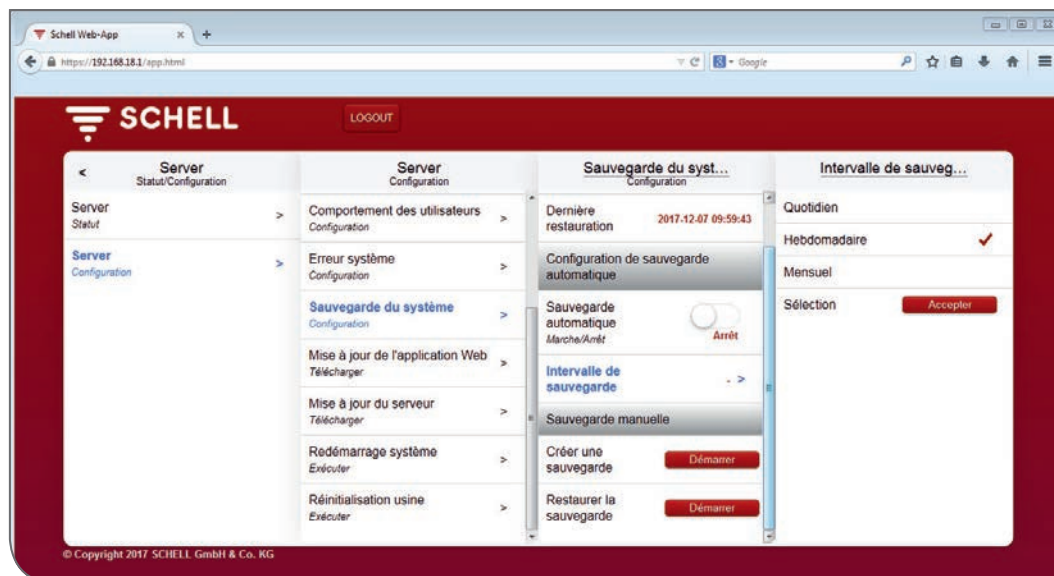 Schell Web-App
https://192.168.18.1/app.html
Google
SCHELL
LOGOUT
<
Server
Statut/Configuration
Server
Statut
>
Server
Configuration
>
Server
Configuration
Comportement des utilisateurs
Configuration
>
Erreur système
Configuration
>
Sauvegarde du système
Configuration
>
Mise à jour de l'application Web
Télécharger
>
Mise à jour du serveur
Télécharger
>
Redémarrage système
Exécuter
>
Réinitialisation usine
Exécuter
>
Sauvegarde du syst...
Configuration
Dernière
restauration
2017-12-07 09:59:43
Configuration de sauvegarde
automatique
Sauvegarde
automatique
Marche/Arrêt
Arrêt
Intervalle de
sauvegarde
. >
Sauvegarde manuelle
Créer une
sauvegarde
Démarrer
Restaurer la
sauvegarde
Démarrer
Intervalle de sauveg...
Quotidien
Hebdomadaire
Mensuel
Sélection
Accepter
© Copyright 2017 SCHELL GmbH & Co. KG